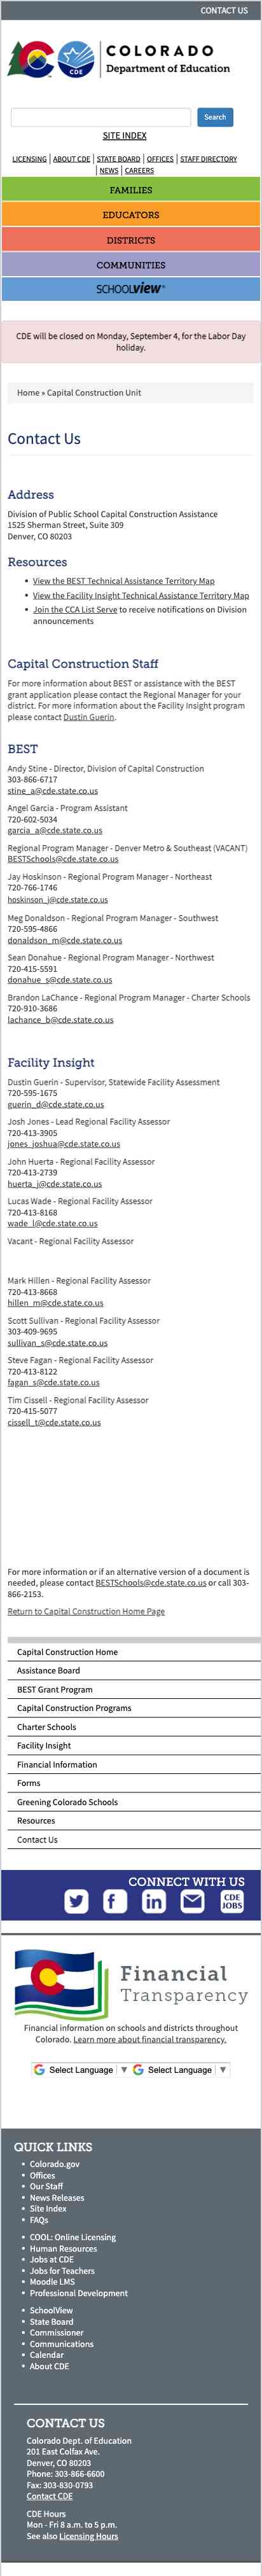 CONTACT US
COLORADO
Department of Education
CDE
Search
SITE INDEX
LICENSING | ABOUT CDE | STATE BOARD | OFFICES | STAFF DIRECTORY
| NEWS | CAREERS
FAMILIES
EDUCATORS
DISTRICTS
COMMUNITIES
SCHOOLVIEW®
CDE will be closed on Monday, September 4, for the Labor Day
holiday.
Home » Capital Construction Unit
Contact Us
Address
Division of Public School Capital Construction Assistance
1525 Sherman Street, Suite 309
Denver, CO 80203
Resources
• View the BEST Technical Assistance Territory Map
• View the Facility Insight Technical Assistance Territory Map
• Join the CCA List Serve to receive notifications on Division
announcements
Capital Construction Staff
For more information about BEST or assistance with the BEST
grant application please contact the Regional Manager for your
district. For more information about the Facility Insight program
please contact Dustin Guerin.
BEST
Andy Stine - Director, Division of Capital Construction
303-866-6717
stine_a@cde.state.co.us
Angel Garcia - Program Assistant
720-602-5034
garcia_a@cde.state.co.us
Regional Program Manager - Denver Metro & Southeast (VACANT)
BESTSchools@cde.state.co.us
Jay Hoskinson - Regional Program Manager - Northeast
720-766-1746
hoskinson_j@cde.state.co.us
Meg Donaldson - Regional Program Manager - Southwest
720-595-4866
donaldson_m@cde.state.co.us
Sean Donahue - Regional Program Manager - Northwest
720-415-5591
donahue_s@cde.state.co.us
Brandon LaChance - Regional Program Manager - Charter Schools
720-910-3686
lachance_b@cde.state.co.us
Facility Insight
Dustin Guerin - Supervisor, Statewide Facility Assessment
720-595-1675
guerin_d@cde.state.co.us
Josh Jones - Lead Regional Facility Assessor
720-413-3905
jones_joshua@cde.state.co.us
John Huerta - Regional Facility Assessor
720-413-2739
huerta_j@cde.state.co.us
Lucas Wade - Regional Facility Assessor
720-413-8168
wade_l@cde.state.co.us
Vacant - Regional Facility Assessor
Mark Hillen - Regional Facility Assessor
720-413-8668
hillen_m@cde.state.co.us
Scott Sullivan - Regional Facility Assessor
303-409-9695
sullivan_s@cde.state.co.us
Steve Fagan - Regional Facility Assessor
720-413-8122
fagan_s@cde.state.co.us
Tim Cissell - Regional Facility Assessor
720-415-5077
cissell_t@cde.state.co.us
For more information or if an alternative version of a document is
needed, please contact BESTSchools@cde.state.co.us or call 303-
866-2153.
Return to Capital Construction Home Page
Capital Construction Home
Assistance Board
BEST Grant Program
Capital Construction Programs
Charter Schools
Facility Insight
Financial Information
Forms
Greening Colorado Schools
Resources
Contact Us
CONNECT WITH US
CDE
JOBS
Financial
Transparency
Financial information on schools and districts throughout
Colorado. Learn more about financial transparency.
Select Language ▼ Select Language ▼
QUICK LINKS
• Colorado.gov
• Offices
• Our Staff
• News Releases
• Site Index
• FAQs
• COOL: Online Licensing
• Human Resources
• Jobs at CDE
• Jobs for Teachers
• Moodle LMS
• Professional Development
• SchoolView
• State Board
• Commissioner
• Communications
• Calendar
• About CDE
CONTACT US
Colorado Dept. of Education
201 East Colfax Ave.
Denver, CO 80203
Phone: 303-866-6600
Fax: 303-830-0793
Contact CDE
CDE Hours
Mon - Fri 8 a.m. to 5 p.m.
See also Licensing Hours